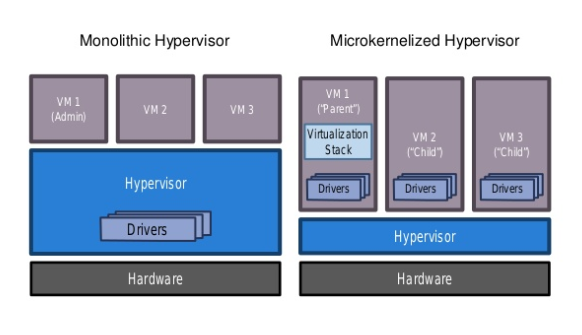 Monolithic Hypervisor
VM 1
(Admin)
VM 2
VM 3
Hypervisor
Drivers
Hardware
Microkernelized Hypervisor
VM 1
("Parent")
Virtualization
Stack
Drivers
VM 2
("Child")
Drivers
VM 3
("Child")
Drivers
Hypervisor
Hardware